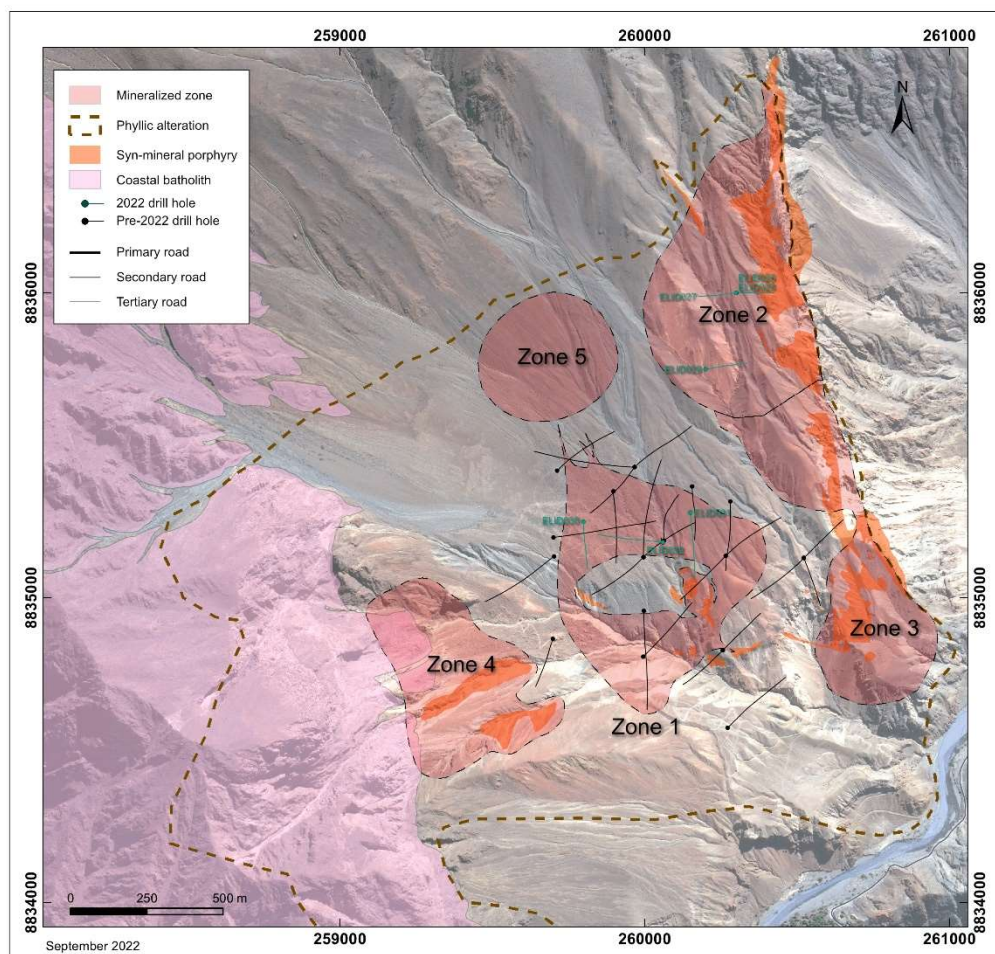 259000
260000
261000
Mineralized zone
Phyllic alteration
Syn-mineral porphyry
Coastal batholith
2022 drill hole
Pre-2022 drill hole
Primary road
Secondary road
Tertiary road
N
8836000
8836000
ELID027
Zone 2
Zone 5
8835000
8835000
Zone 3
Zone 4
Zone 1
8834000
8834000
0
250
500 m
259000
260000
261000
September 2022